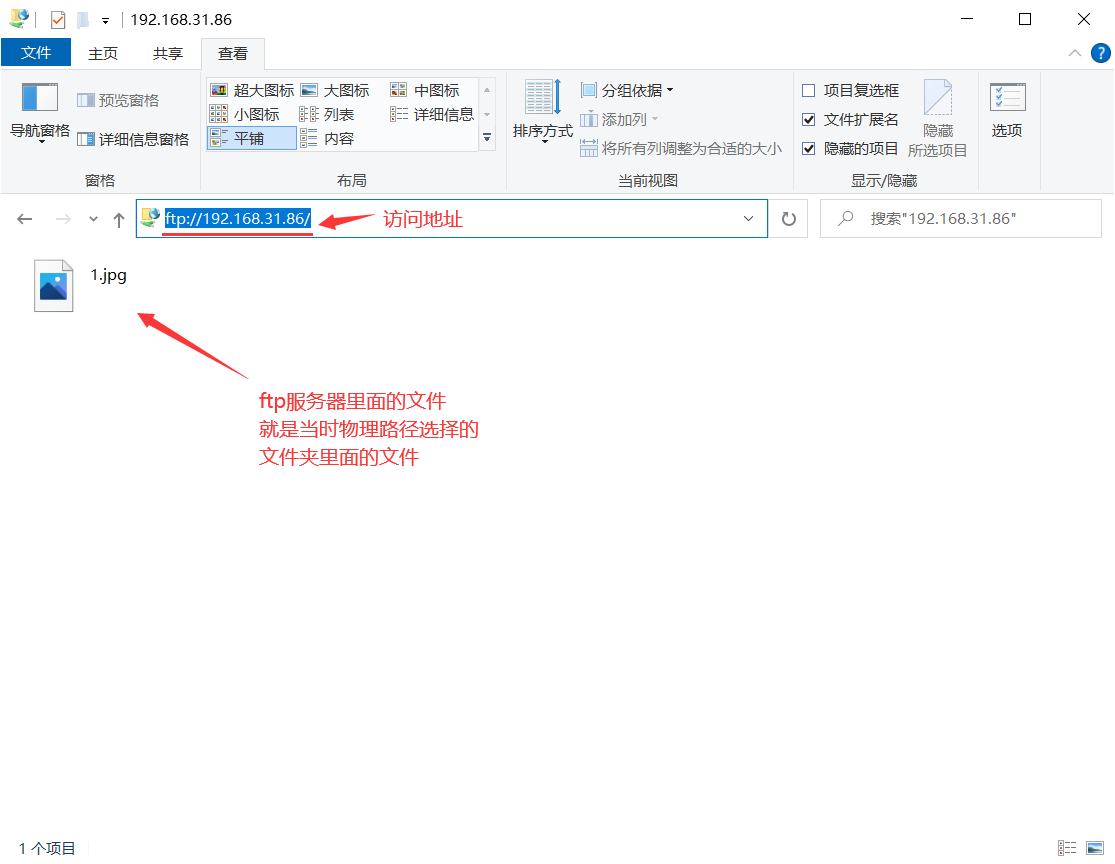 192.168.31.86
文件 主页 共享 查看
导航窗格
预览窗格
详细信息窗格
窗格
超大图标 大图标 中图标
小图标 列表 详细信息
平铺 内容
布局
排序方式
分组依据
添加列
将所有列调整为合适的大小
当前视图
项目复选框
文件扩展名
隐藏的项目
隐藏
所选项目
显示/隐藏
选项
ftp://192.168.31.86/
访问地址
搜索"192.168.31.86"
1.jpg
ftp服务器里面的文件
就是当时物理路径选择的
文件夹里面的文件
1 个项目